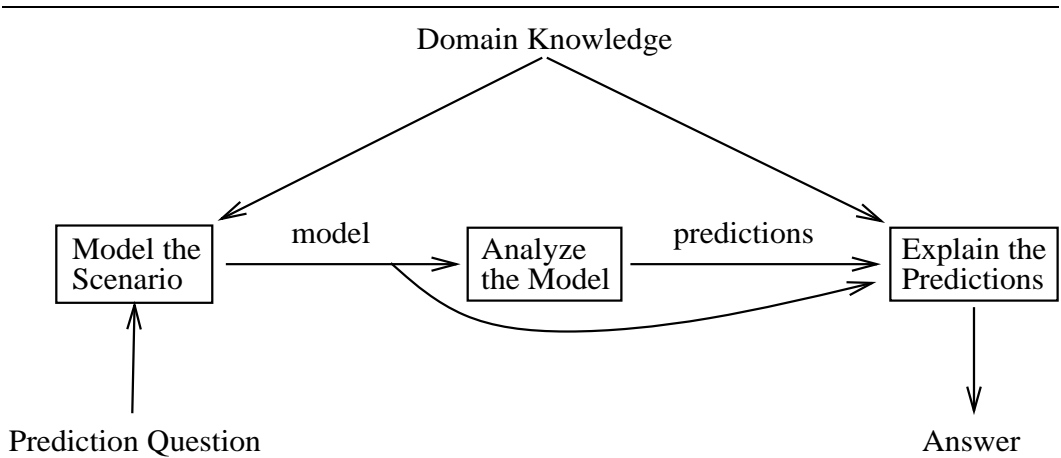 Domain Knowledge
Model the
Scenario
model
Analyze
the Model
predictions
Explain the
Predictions
Prediction Question
Answer